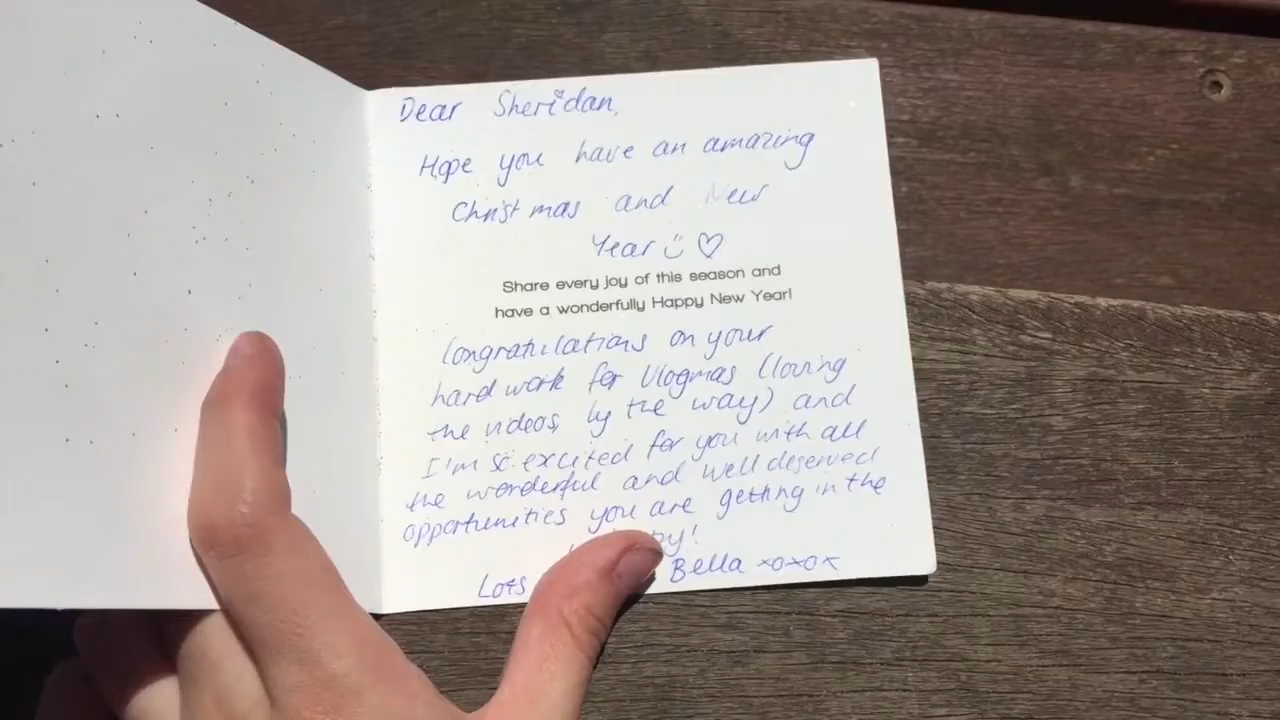 Dear Sheridan,
Hope you have an amazing
Christmas and New
Year ♡
Share every joy of this season and
have a wonderfully Happy New Year!
Congratulations on your
hard work for Vlogmas (loving
the videos by the way) and
I'm so excited for you with all
the wonderful and well deserved
opportunities you are getting in the
Lots Bella xoxox